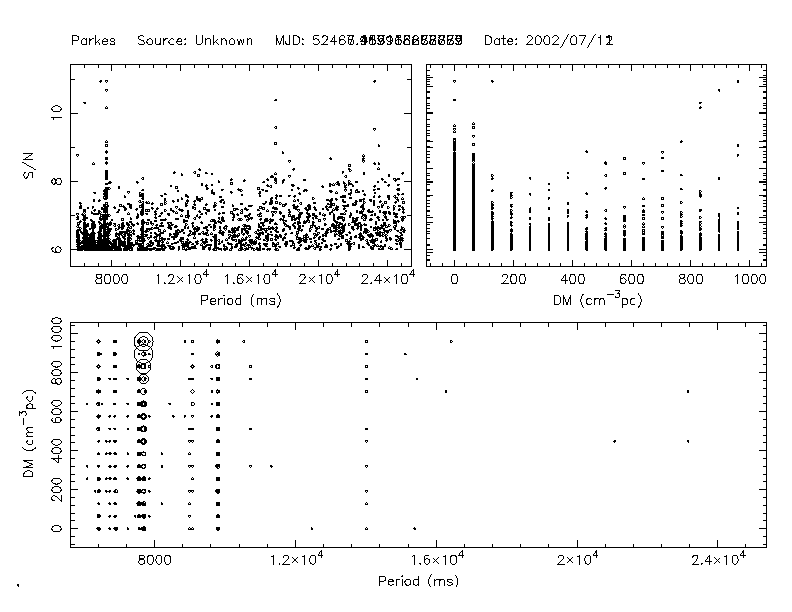 Parkes Source: Unknown MJD: Date: 2002/07/
S/N
10
8
6
8000 1.2×10⁴ 1.6×10⁴ 2×10⁴ 2.4×10⁴
Period (ms)
0 200 400 600 800 1000
DM (cm⁻³pc)
DM (cm⁻³pc)
1000
800
600
400
200
0
8000 1.2×10⁴ 1.6×10⁴ 2×10⁴ 2.4×10⁴
Period (ms)